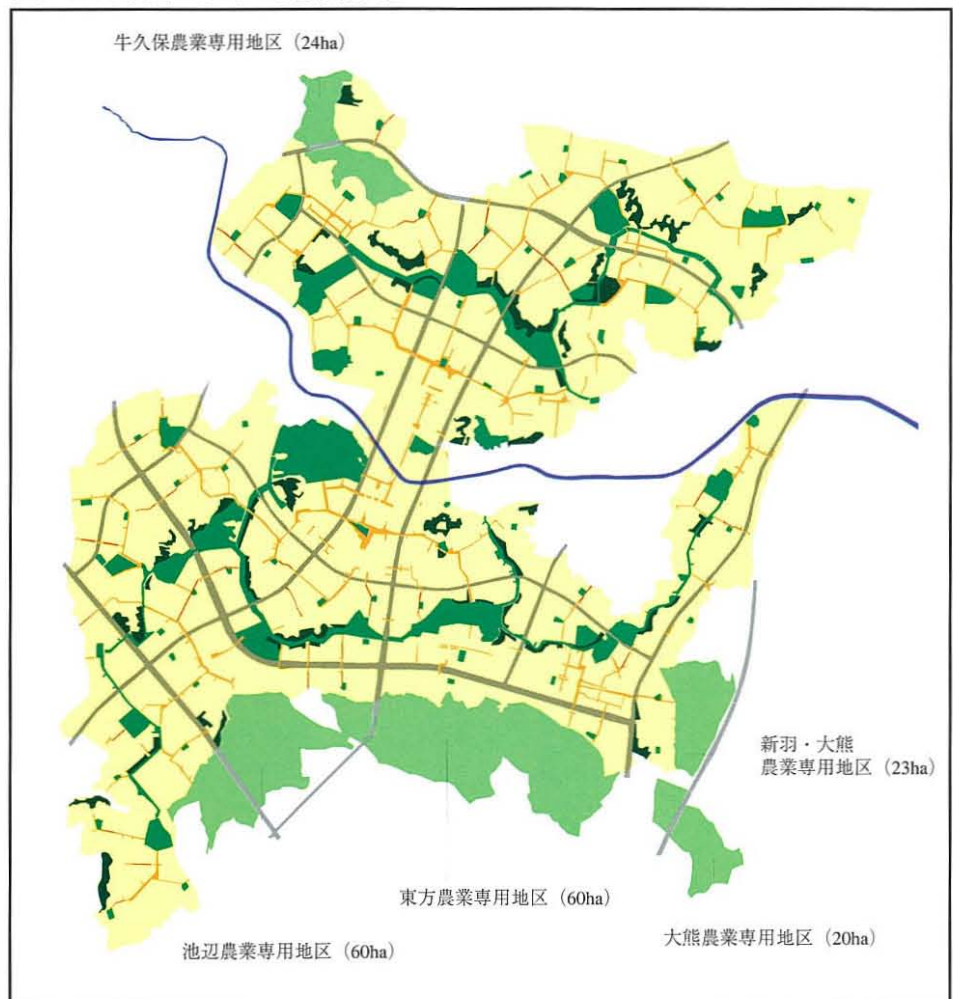 牛久保農業専用地区（24ha）
新羽・大熊
農業専用地区（23ha）
東方農業専用地区（60ha）
大熊農業専用地区（20ha）
池辺農業専用地区（60ha）